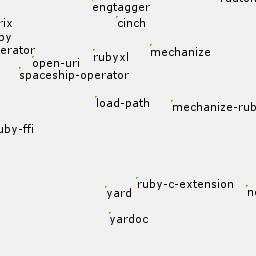 engtagger
cinch
rix
by
rubyxl
mechanize
erator
open-uri
spaceship-operator
load-path
mechanize-rub
uby-ffi
ruby-c-extension
yard
yardoc